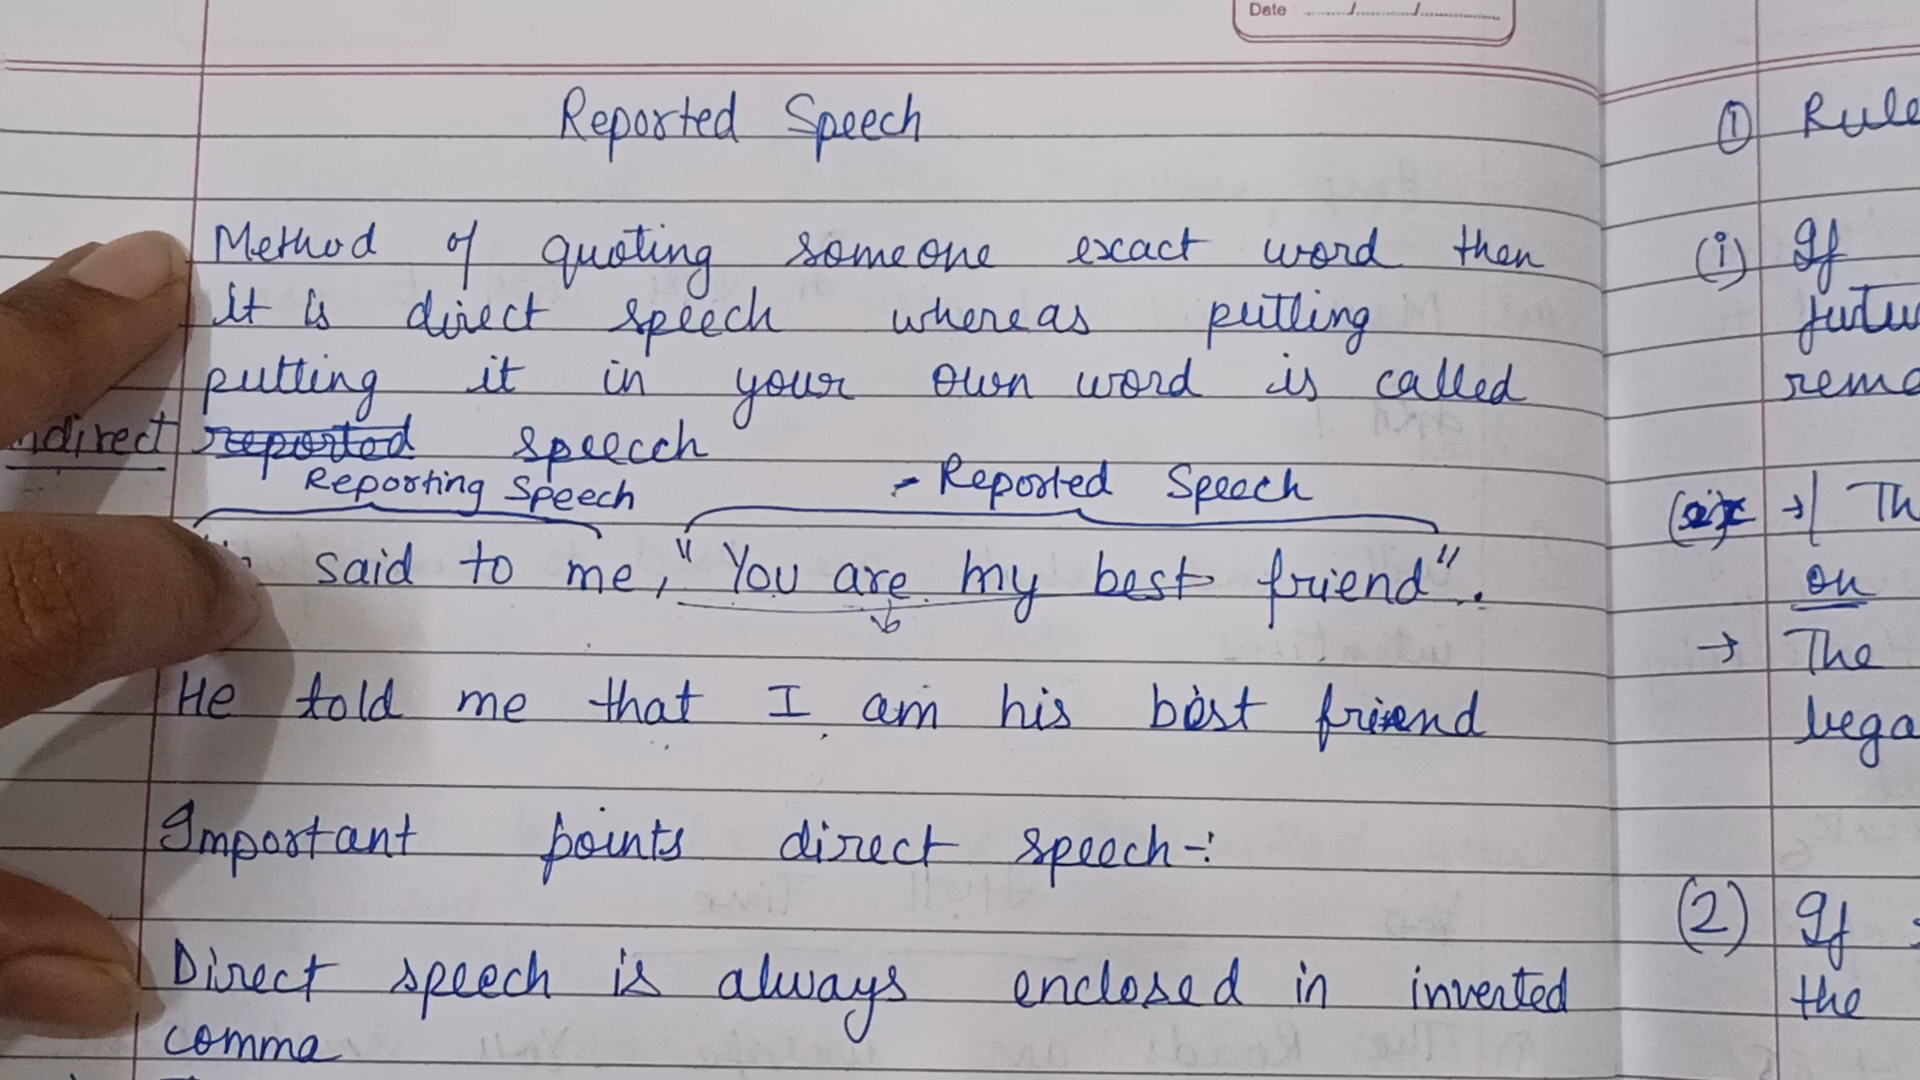 Date
Reported Speech
Method of quoting someone exact word then
it is direct speech whereas putting
putting it in your own word is called
ndirect reported speecch
Reporting Speech - Reported Speech
said to me, "You are my best friend".
He told me that I am his best friend
Important points direct speech-:
Direct speech is always enclosed in inverted
comma
① Rule
(i) If
futu
rema
→ Th
on
→ The
bega
(2) If
the